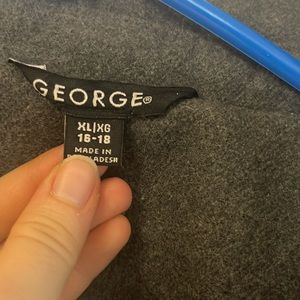 GEORGE®
XL|XG
16-18
MADE IN
BANGLADESH